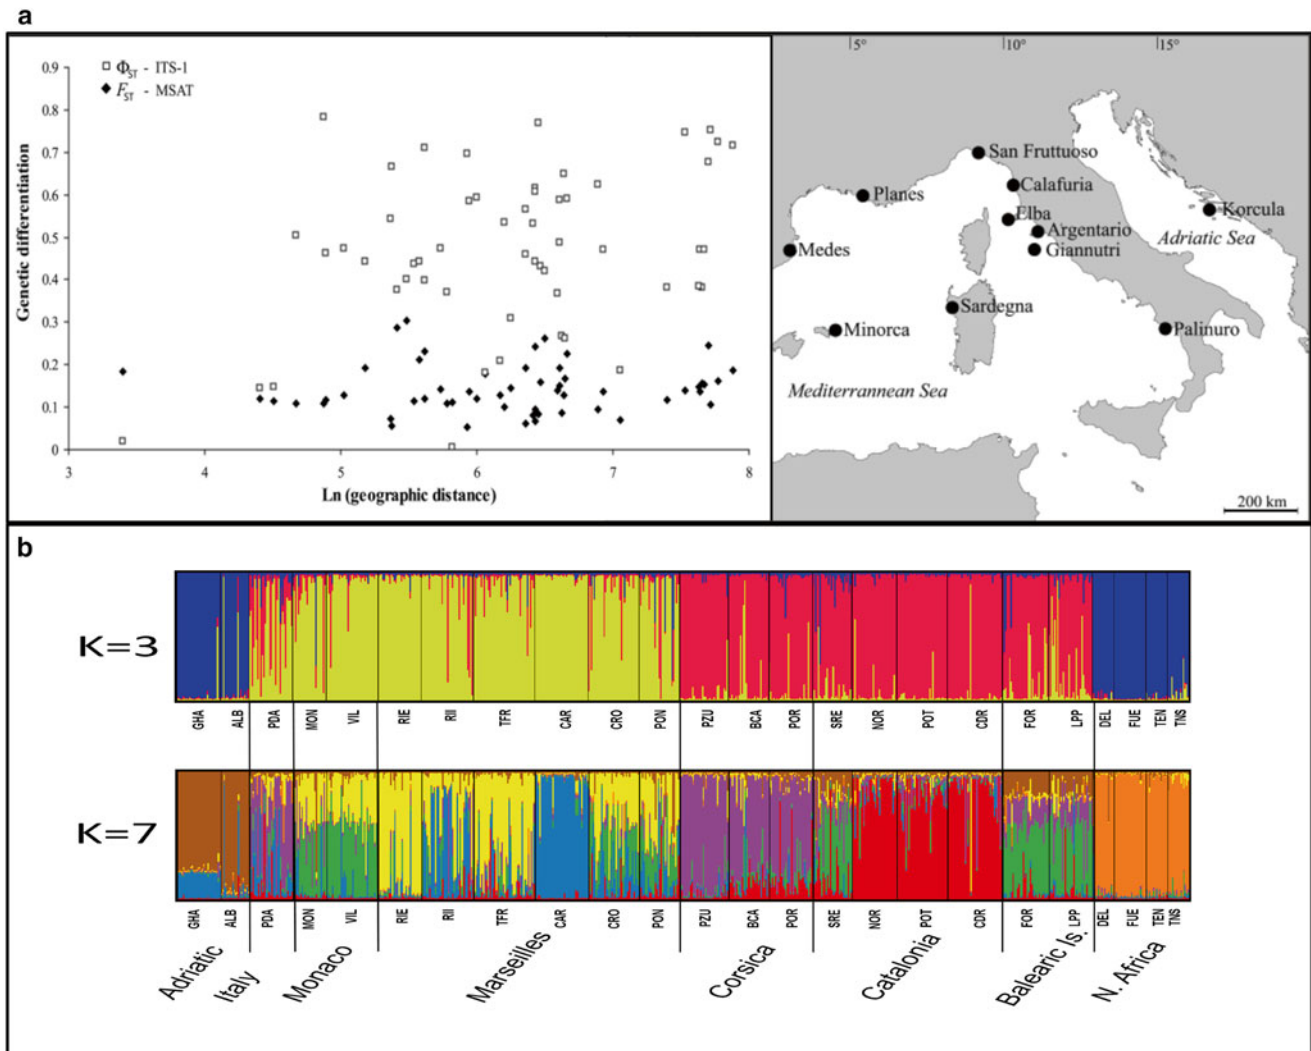 a
0.9
0.8
0.7
0.6
0.5
0.4
0.3
0.2
0.1
0
Genetic differentiation
Φ_ST - ITS-1
F_ST - MSAT
3 4 5 6 7 8
Ln (geographic distance)
5° 10° 15°
San Fruttuoso
Calafuria
Planes
Elba
Korcula
Argentario
Adriatic Sea
Medes
Giannutri
Sardegna
Minorca
Palinuro
Mediterranean Sea
200 km
b
K=3
GHA ALB PDA MON VIL RIE RII TFR CAR CRO PON PZU BCA POR SRE NOR POT CDR FOR LPP DEL FUE TEN TNS
K=7
GHA ALB PDA MON VIL RIE RII TFR CAR CRO PON PZU BCA POR SRE NOR POT CDR FOR LPP DEL FUE TEN TNS
Adriatic Italy Monaco Marseilles Corsica Catalonia Balearic Is. N. Africa